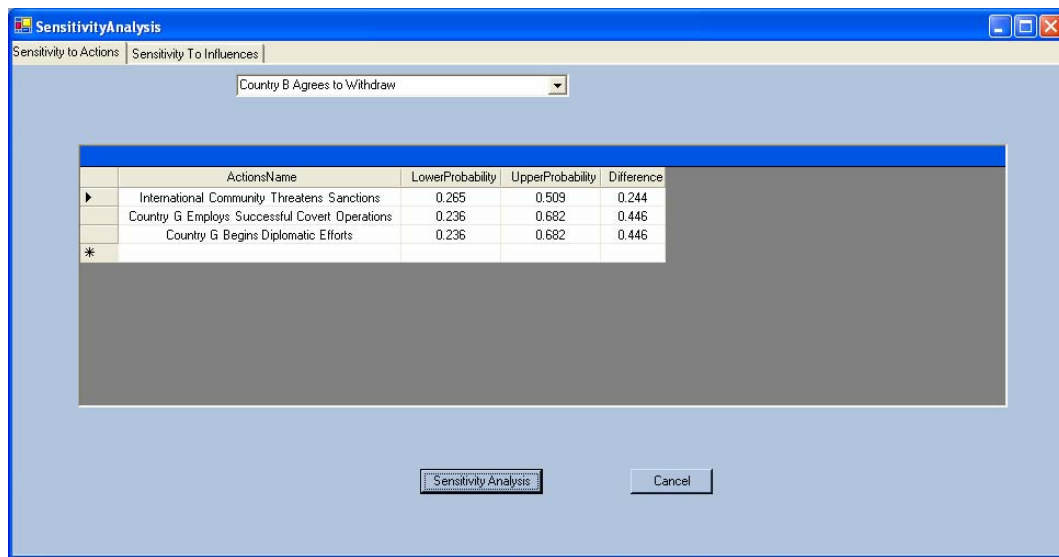 SensitivityAnalysis
Sensitivity to Actions Sensitivity To Influences
Country B Agrees to Withdraw
ActionsName LowerProbability UpperProbability Difference
International Community Threatens Sanctions 0.265 0.509 0.244
Country G Employs Successful Covert Operations 0.236 0.682 0.446
Country G Begins Diplomatic Efforts 0.236 0.682 0.446
Sensitivity Analysis Cancel